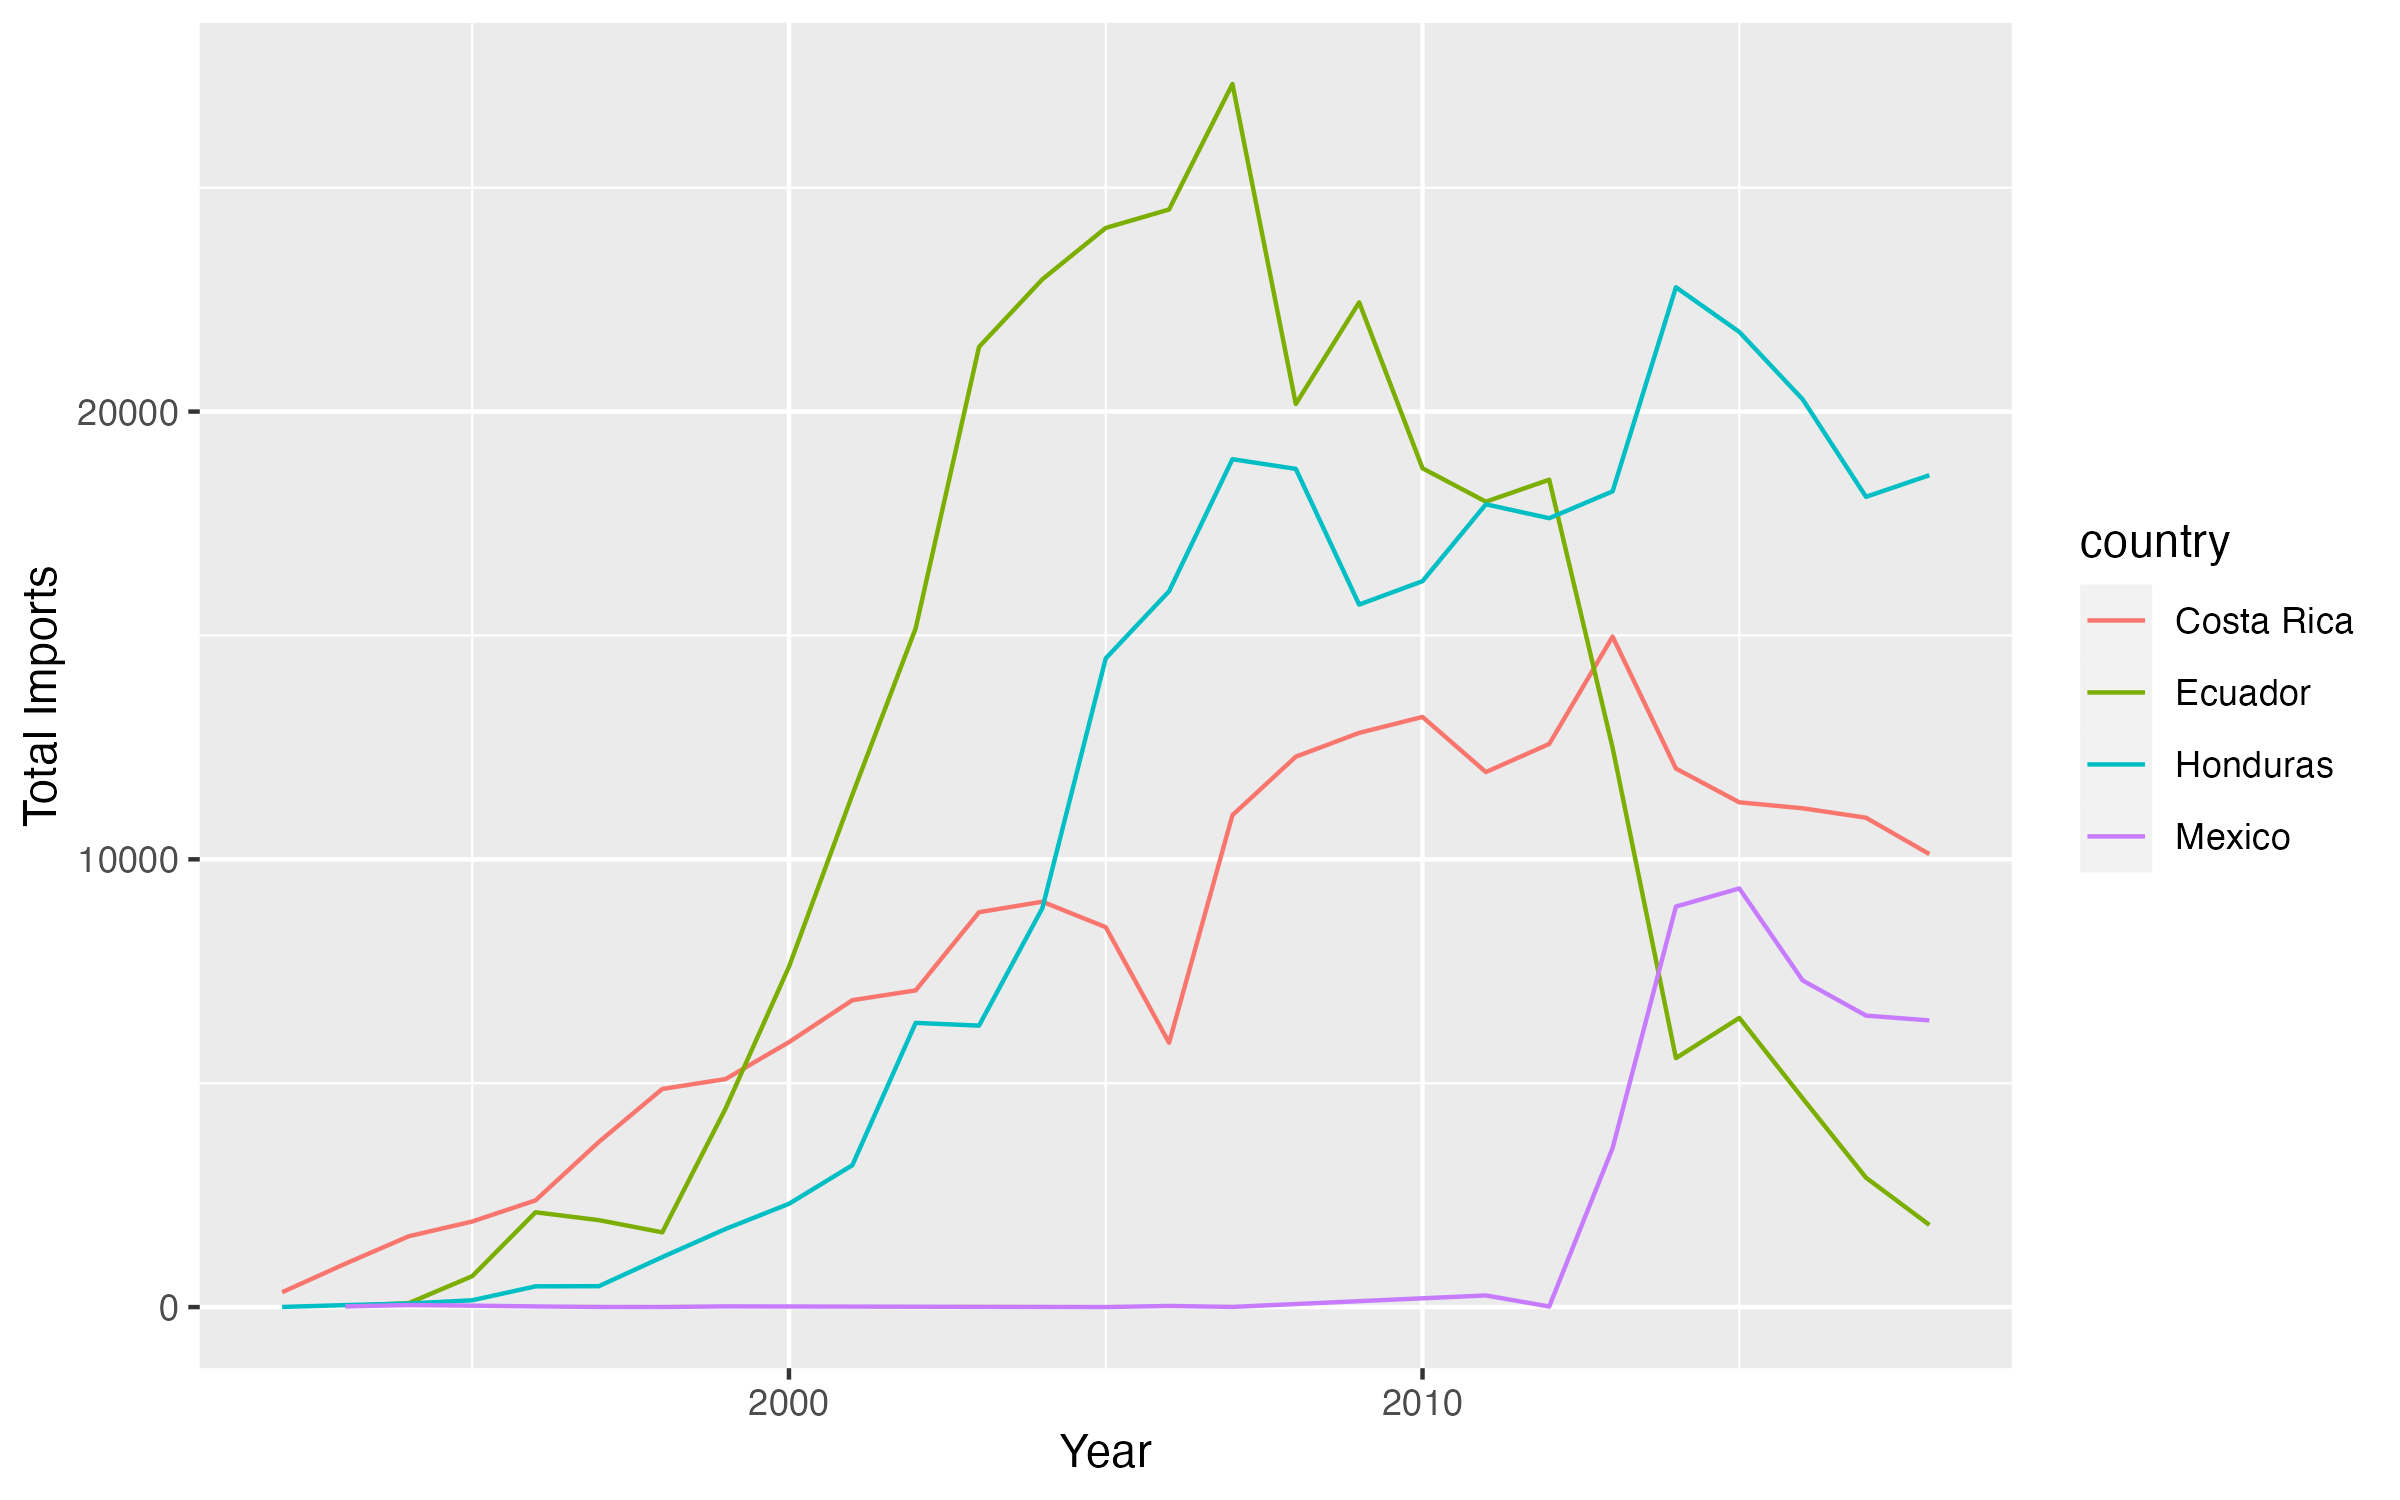 Total Imports
20000
10000
0
2000
2010
Year
country
Costa Rica
Ecuador
Honduras
Mexico